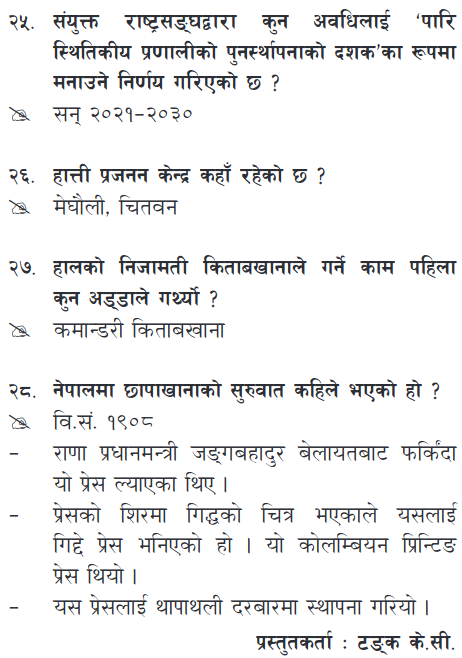 २५. संयुक्त राष्ट्रसङ्घद्वारा कुन अवधिलाई ‘पारि
स्थितिकीय प्रणालीको पुनर्स्थापनाको दशक’का रूपमा
मनाउने निर्णय गरिएको छ ?
सन् २०२१–२०३०
२६. हात्ती प्रजनन केन्द्र कहाँ रहेको छ ?
मेघौली, चितवन
२७. हालको निजामती किताबखानाले गर्ने काम पहिला
कुन अड्डाले गर्थ्यो ?
कमान्डरी किताबखाना
२८. नेपालमा छापाखानाको सुरुवात कहिले भएको हो ?
वि.सं. १९०८
– राणा प्रधानमन्त्री जङ्गबहादुर बेलायतबाट फर्किंदा
यो प्रेस ल्याएका थिए ।
– प्रेसको शिरमा गिद्धको चित्र भएकाले यसलाई
गिद्दे प्रेस भनिएको हो । यो कोलम्बियन प्रिन्टिङ
प्रेस थियो ।
– यस प्रेसलाई थापाथली दरबारमा स्थापना गरियो ।
प्रस्तुतकर्ता : टङ्क के.सी.